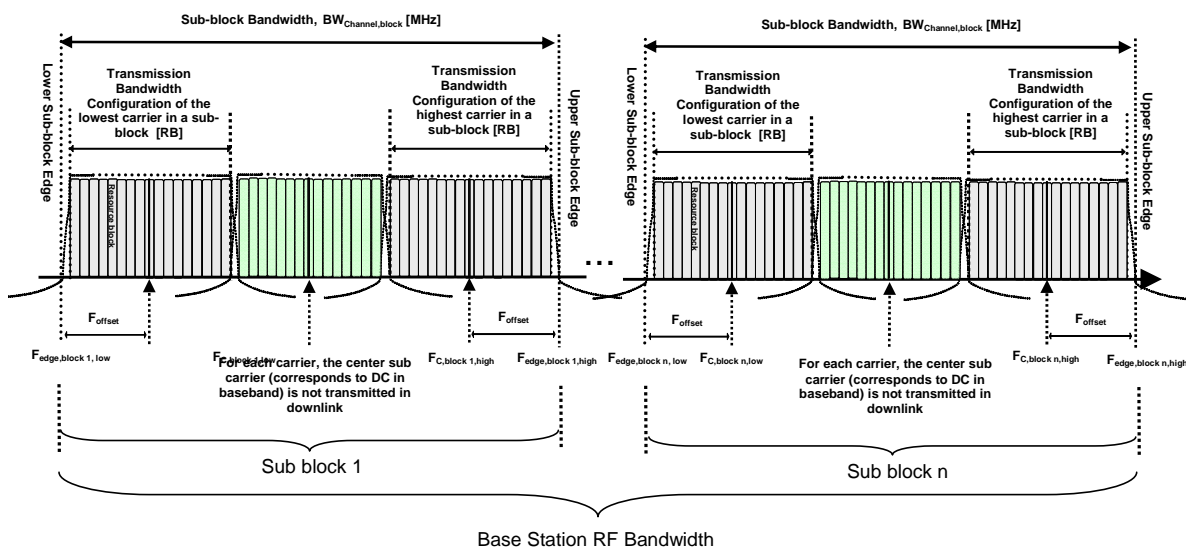 Sub-block Bandwidth, BWChannel,block [MHz]
Lower Sub-block Edge
Transmission
Bandwidth
Configuration of the
lowest carrier in a sub-
block [RB]
Transmission
Bandwidth
Configuration of the
highest carrier in a
sub-block [RB]
Upper Sub-block Edge
Resource block
Foffset
Foffset
Fedge,block 1, low
FC,block 1,low
FC,block 1,high
Fedge,block 1,high
For each carrier, the center sub
carrier (corresponds to DC in
baseband) is not transmitted in
downlink
Sub block 1
...
Sub-block Bandwidth, BWChannel,block [MHz]
Lower Sub-block Edge
Transmission
Bandwidth
Configuration of the
lowest carrier in a
sub-block [RB]
Transmission
Bandwidth
Configuration of the
highest carrier in a
sub-block [RB]
Upper Sub-block Edge
Resource block
Foffset
Foffset
Fedge,block n, low
FC,block n,low
FC,block n,high
Fedge,block n,high
For each carrier, the center sub
carrier (corresponds to DC in
baseband) is not transmitted in
downlink
Sub block n
Base Station RF Bandwidth